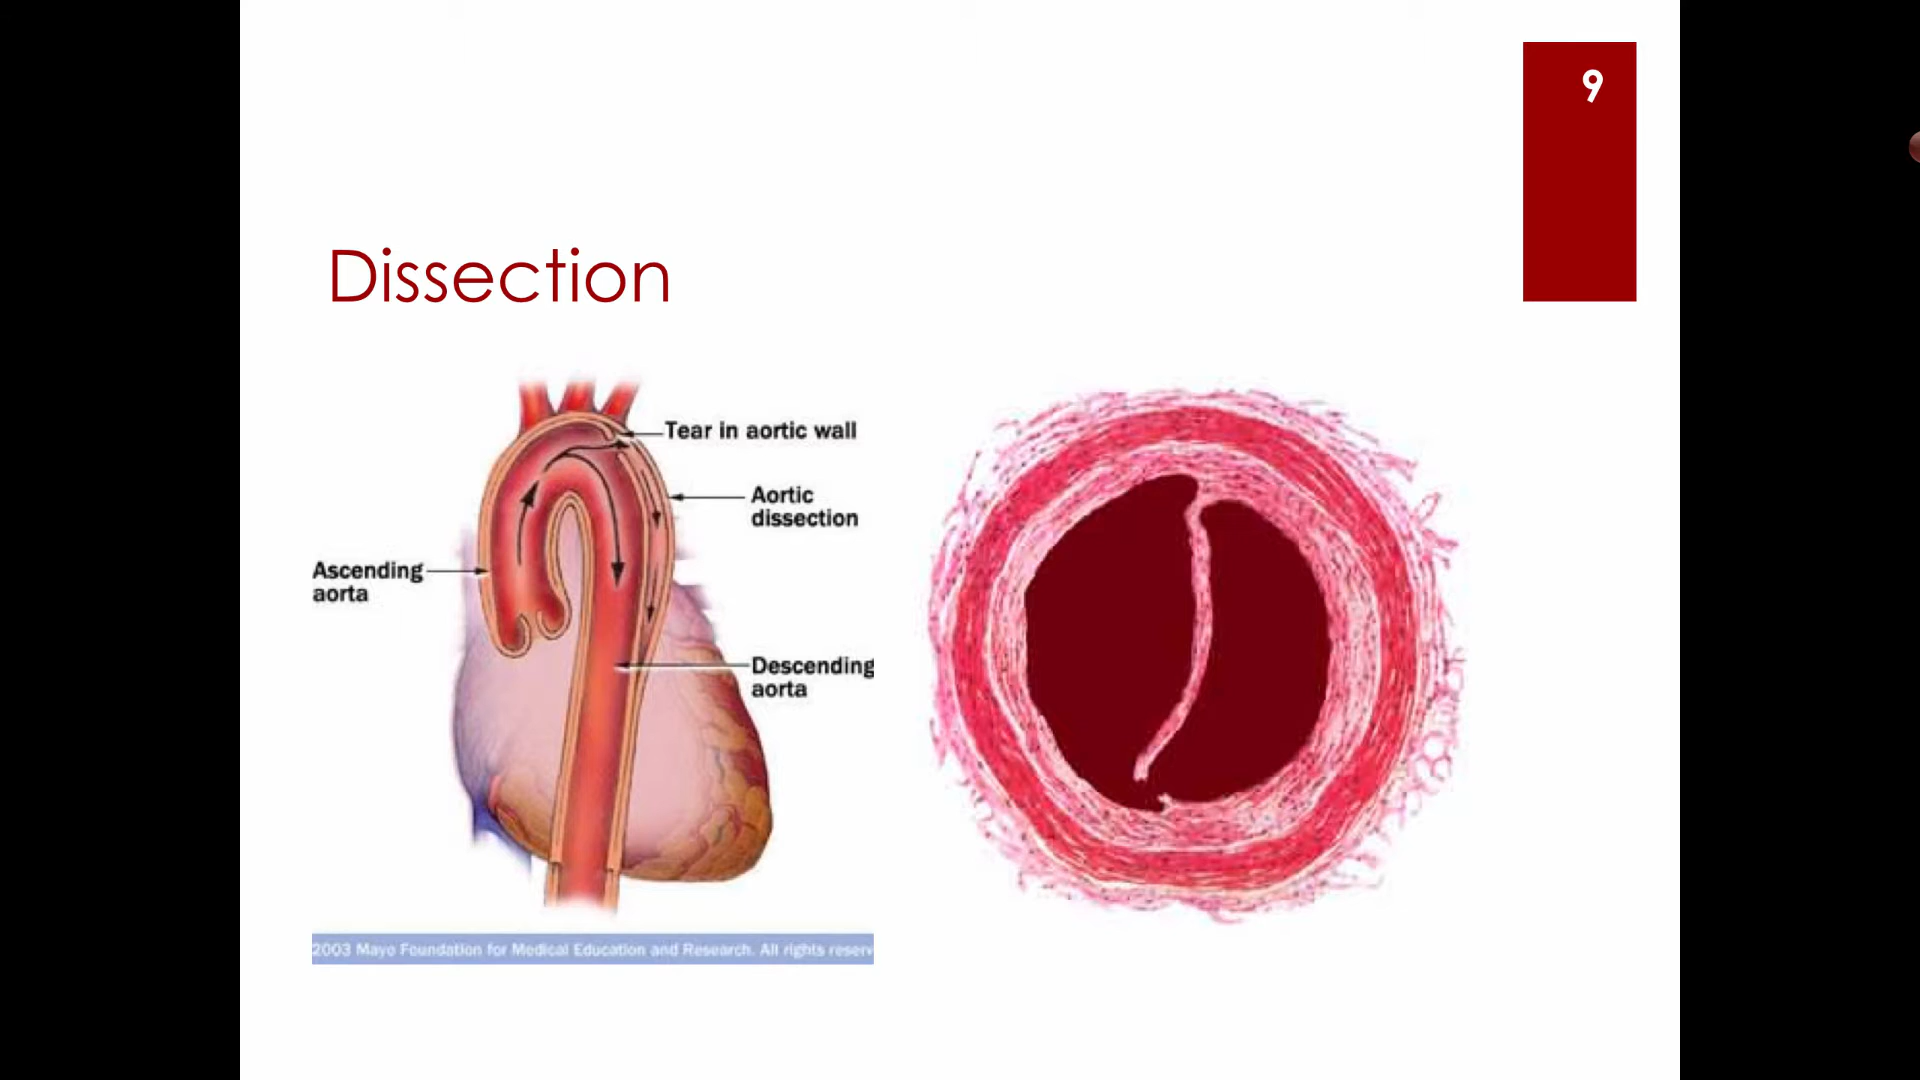 9
Dissection
Tear in aortic wall
Aortic
dissection
Ascending
aorta
Descending
aorta
2003 Mayo Foundation for Medical Education and Research. All rights reserv